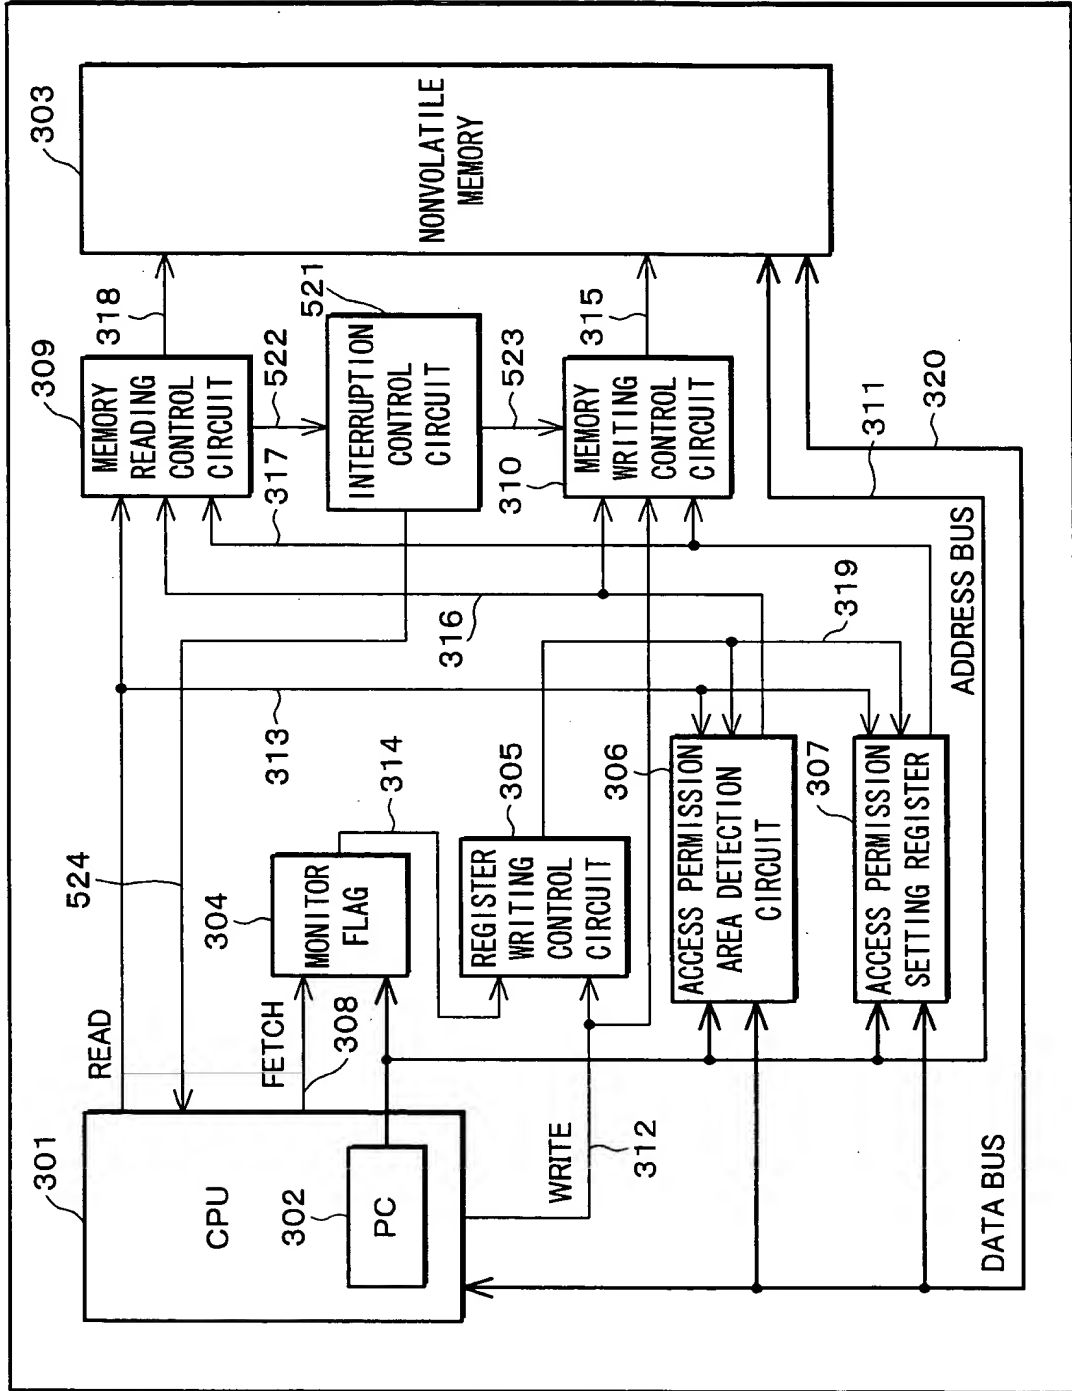 301
CPU
302
PC
READ
524
FETCH
308
WRITE
312
DATA BUS
304
MONITOR
FLAG
314
313
305
REGISTER
WRITING
CONTROL
CIRCUIT
306
ACCESS PERMISSION
AREA DETECTION
CIRCUIT
307
ACCESS PERMISSION
SETTING REGISTER
316
319
ADDRESS BUS
309
MEMORY
READING
CONTROL
CIRCUIT
317
522
318
521
INTERRUPTION
CONTROL
CIRCUIT
523
310
MEMORY
WRITING
CONTROL
CIRCUIT
315
311
320
303
NONVOLATILE
MEMORY